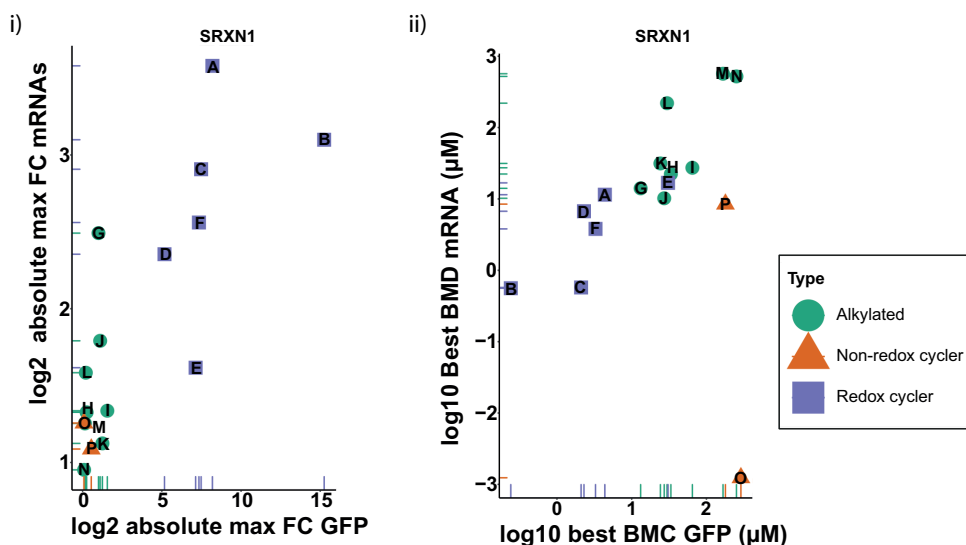 i)
SRXN1
log2 absolute max FC mRNAs
3
2
1
A
B
C
F
G
D
J
L
E
H
I
O
M
P
K
N
0
5
10
15
log2 absolute max FC GFP
ii)
SRXN1
log10 Best BMD mRNA (µM)
3
2
1
0
−1
−2
−3
M
N
L
K
H
I
E
G
A
J
P
D
F
B
C
O
0
1
2
log10 best BMC GFP (µM)
Type
Alkylated
Non-redox cycler
Redox cycler